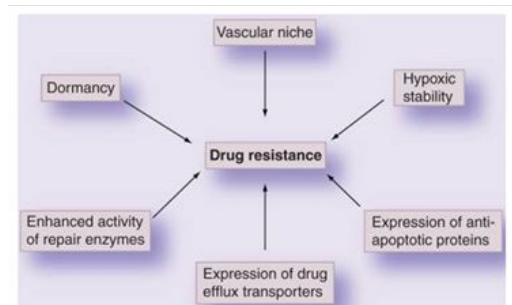 Vascular niche
Dormancy
Hypoxic
stability
Drug resistance
Enhanced activity
of repair enzymes
Expression of anti-
apoptotic proteins
Expression of drug
efflux transporters